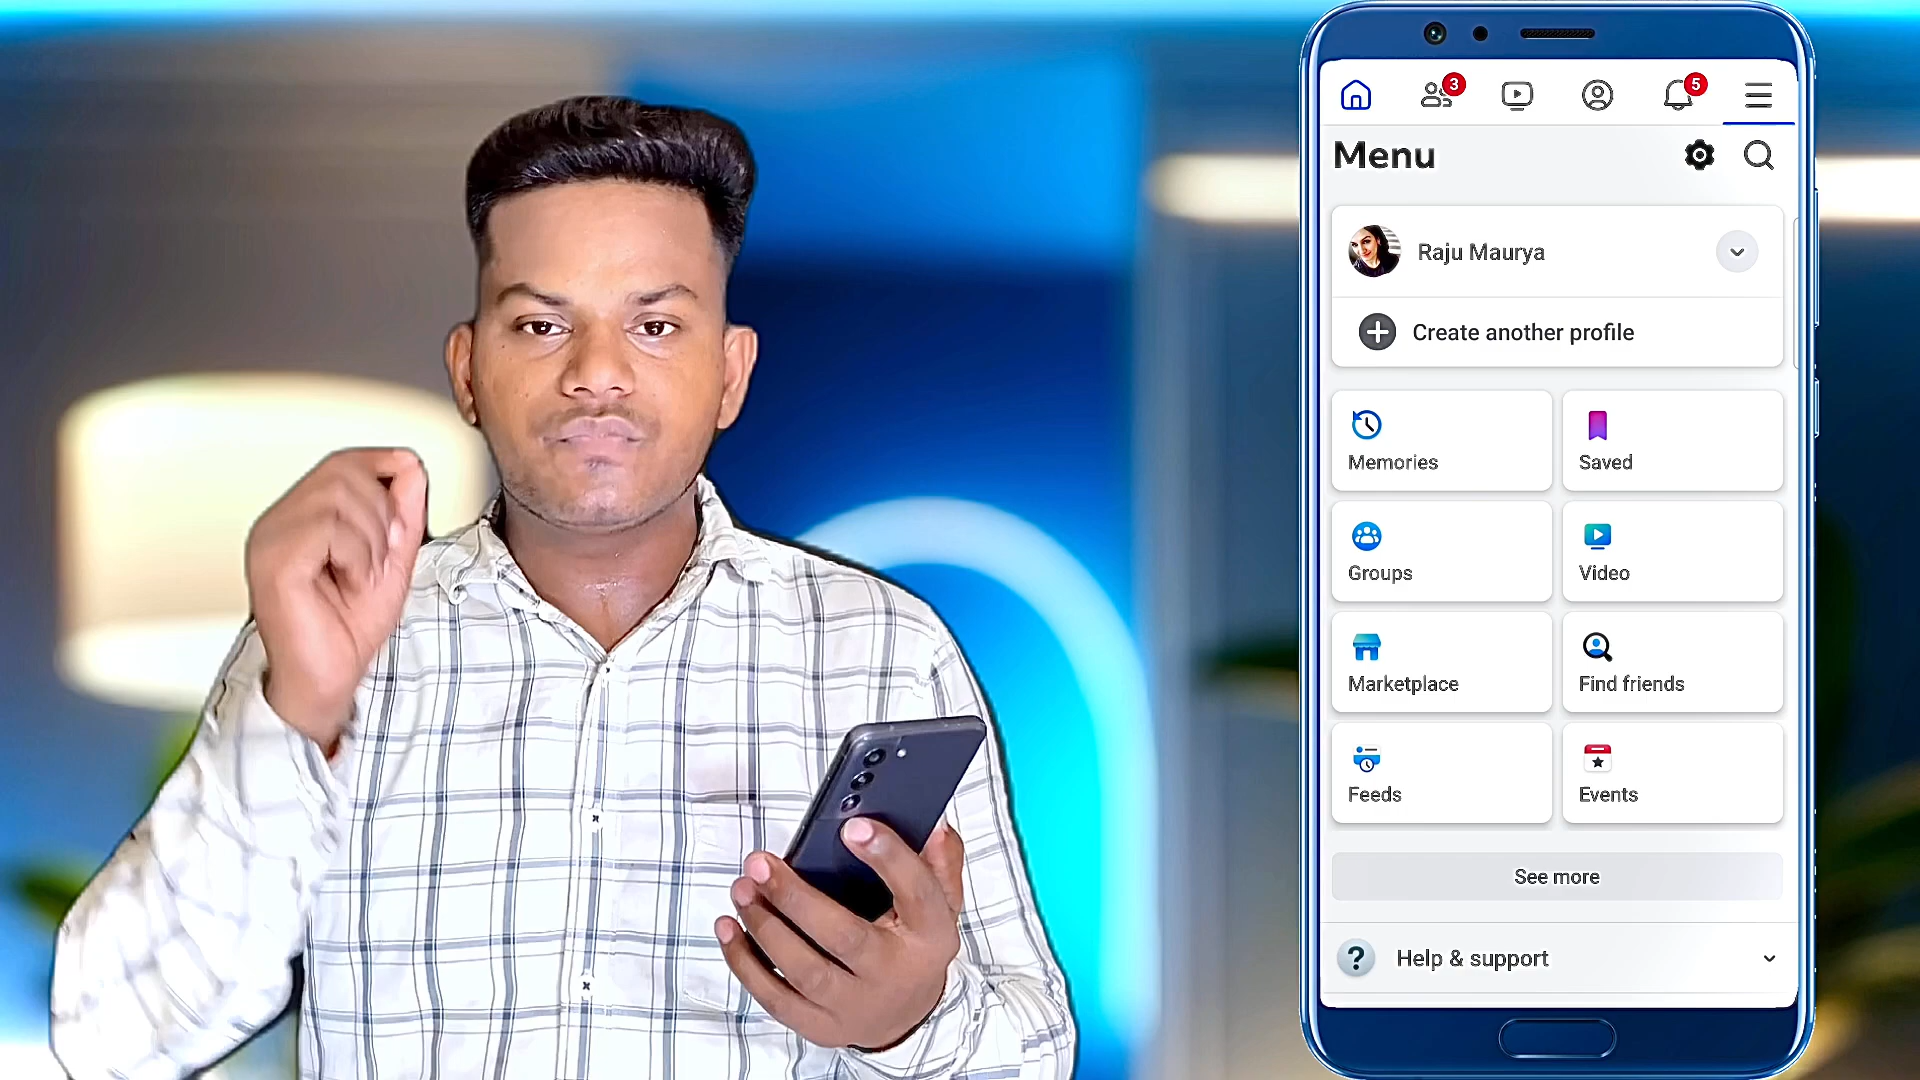 3
5
Menu
Raju Maurya
Create another profile
Memories
Saved
Groups
Video
Marketplace
Find friends
Feeds
Events
See more
? Help & support